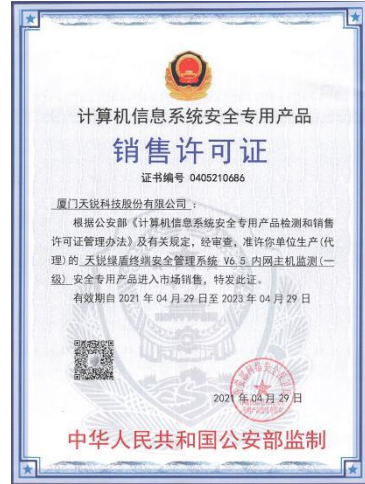 计算机信息系统安全专用产品
销售许可证
证书编号 0405210686
厦门天锐科技股份有限公司 :
根据公安部《计算机信息系统安全专用产品检测和销售
许可证管理办法》及有关规定，经审查，准许你单位生产(代
理)的 天锐绿盾终端安全管理系统 V6.5 内网主机监测(一
级) 安全专用产品进入市场销售，特发此证。
有效期自 2021 年 04 月 29 日至 2023 年 04 月 29 日
2021 年 04 月 29 日
中华人民共和国公安部监制